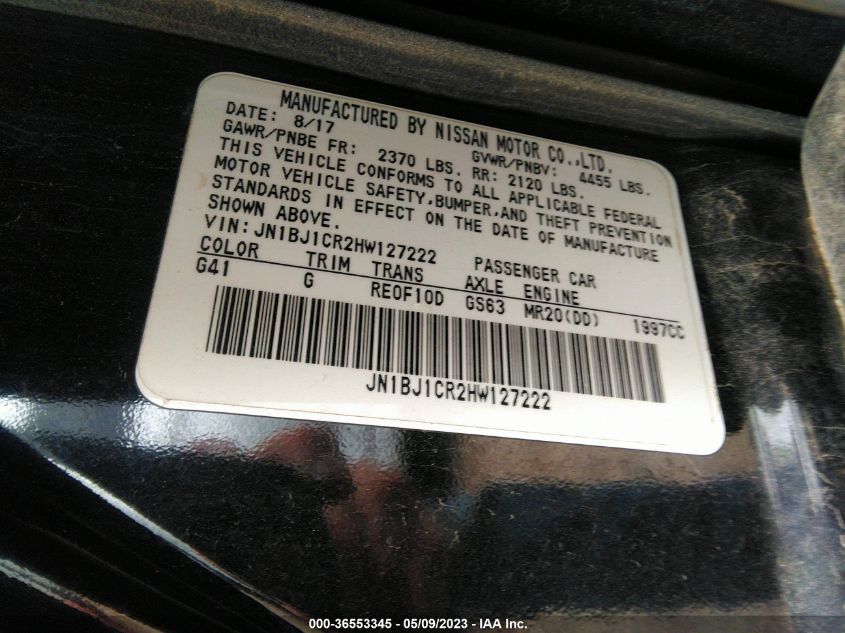 MANUFACTURED BY NISSAN MOTOR CO.,LTD.
DATE: 8/17 GVWR/PNBV: 4455 LBS.
GAWR/PNBE FR: 2370 LBS. RR: 2120 LBS.
THIS VEHICLE CONFORMS TO ALL APPLICABLE FEDERAL
MOTOR VEHICLE SAFETY,BUMPER,AND THEFT PREVENTION
STANDARDS IN EFFECT ON THE DATE OF MANUFACTURE
SHOWN ABOVE.
VIN: JN1BJ1CR2HW127222 PASSENGER CAR
COLOR TRIM TRANS AXLE ENGINE
G41 G RE0F10D GS63 MR20(DD) 1997CC
JN1BJ1CR2HW127222
000-36553345 - 05/09/2023 - © IAA Inc.